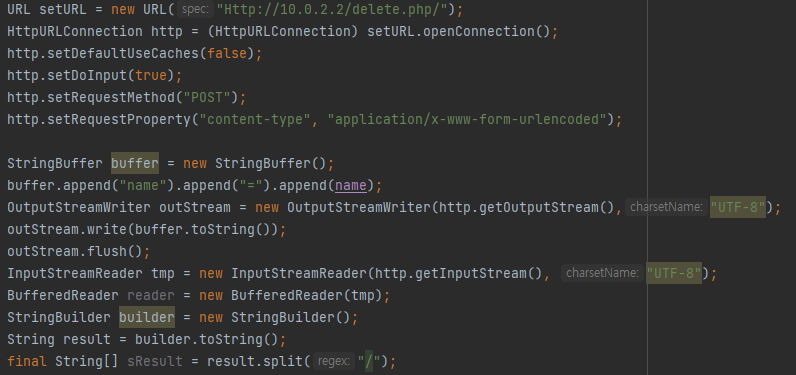 URL setURL = new URL( spec: "Http://10.0.2.2/delete.php/");
HttpURLConnection http = (HttpURLConnection) setURL.openConnection();
http.setDefaultUseCaches(false);
http.setDoInput(true);
http.setRequestMethod("POST");
http.setRequestProperty("content-type", "application/x-www-form-urlencoded");
StringBuffer buffer = new StringBuffer();
buffer.append("name").append("=").append(name);
OutputStreamWriter outStream = new OutputStreamWriter(http.getOutputStream(), charsetName: "UTF-8");
outStream.write(buffer.toString());
outStream.flush();
InputStreamReader tmp = new InputStreamReader(http.getInputStream(), charsetName: "UTF-8");
BufferedReader reader = new BufferedReader(tmp);
StringBuilder builder = new StringBuilder();
String result = builder.toString();
final String[] sResult = result.split( regex: "/");